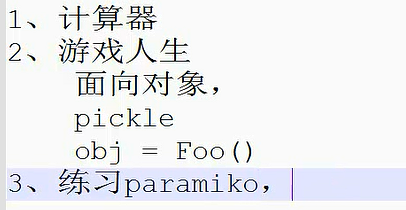 1、计算器
2、游戏人生
面向对象，
pickle
obj = Foo()
3、练习paramiko，